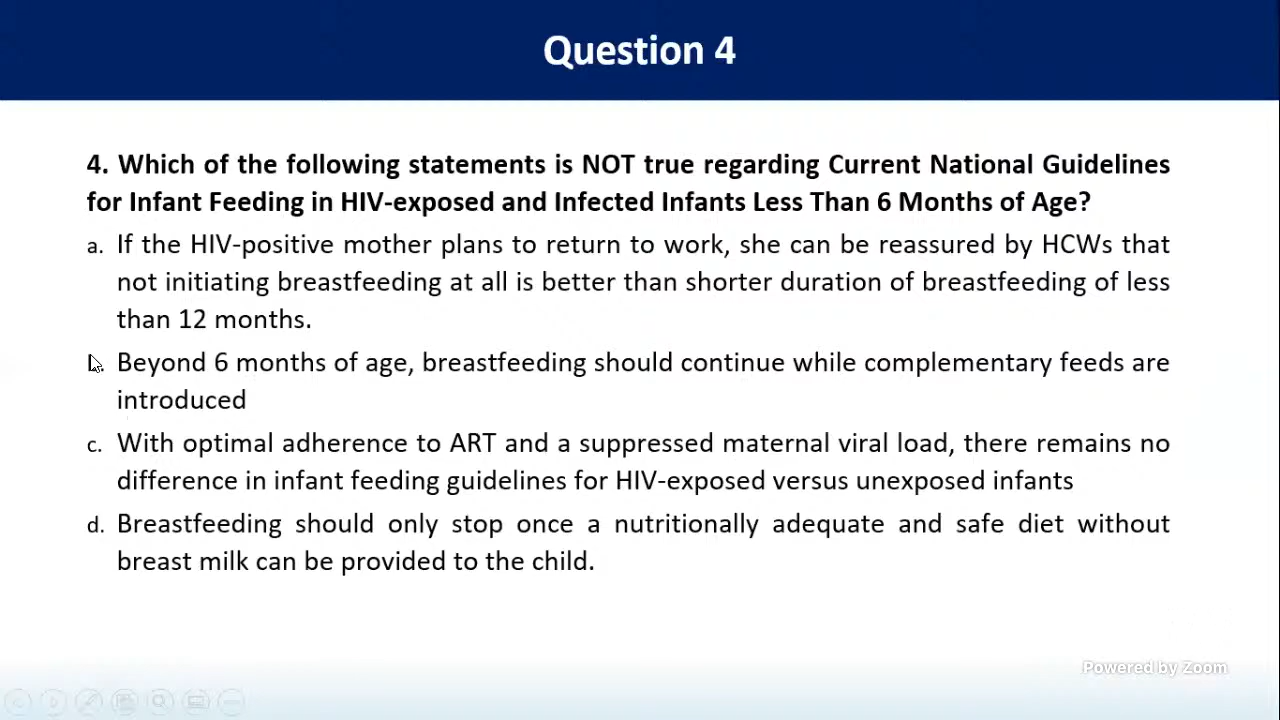 Question 4
4. Which of the following statements is NOT true regarding Current National Guidelines
for Infant Feeding in HIV-exposed and Infected Infants Less Than 6 Months of Age?
a. If the HIV-positive mother plans to return to work, she can be reassured by HCWs that
not initiating breastfeeding at all is better than shorter duration of breastfeeding of less
than 12 months.
Beyond 6 months of age, breastfeeding should continue while complementary feeds are
introduced
c. With optimal adherence to ART and a suppressed maternal viral load, there remains no
difference in infant feeding guidelines for HIV-exposed versus unexposed infants
d. Breastfeeding should only stop once a nutritionally adequate and safe diet without
breast milk can be provided to the child.
Powered by Zoom